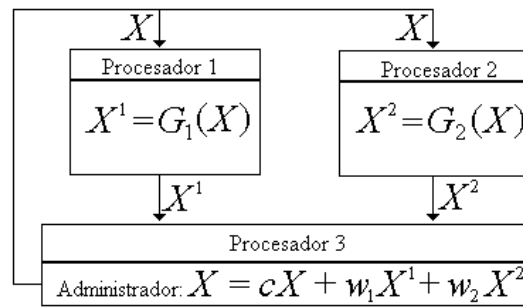 X X
Procesador 1 Procesador 2
X¹=G₁(X) X²=G₂(X)
X¹ X²
Procesador 3
Administrador: X = cX + w₁X¹+ w₂X²